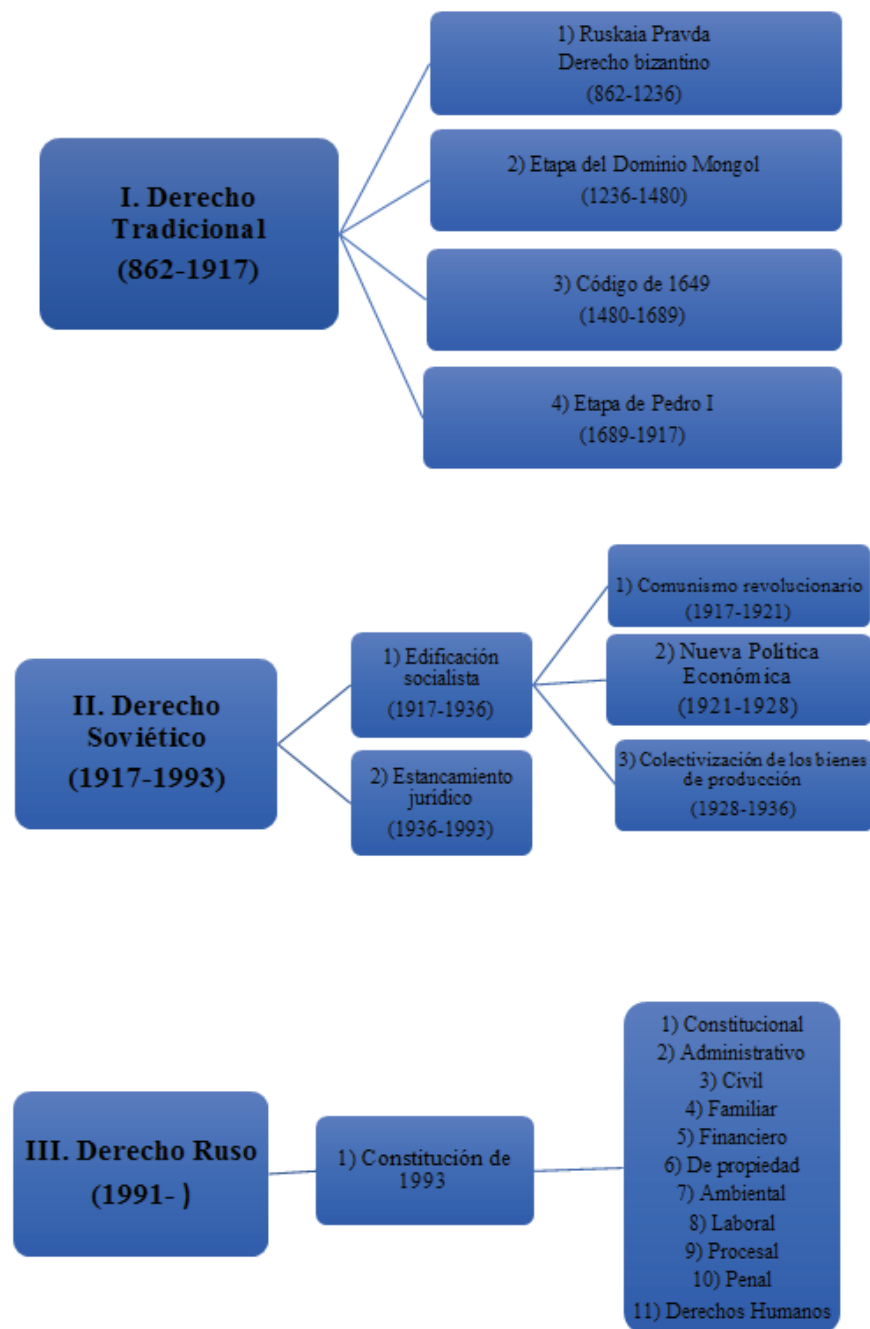 I. Derecho
Tradicional
(862-1917)
1) Ruskaia Pravda
Derecho bizantino
(862-1236)
2) Etapa del Dominio Mongol
(1236-1480)
3) Código de 1649
(1480-1689)
4) Etapa de Pedro I
(1689-1917)
II. Derecho
Soviético
(1917-1993)
1) Edificación
socialista
(1917-1936)
2) Estancamiento
jurídico
(1936-1993)
1) Comunismo revolucionario
(1917-1921)
2) Nueva Política
Económica
(1921-1928)
3) Colectivización de los bienes
de producción
(1928-1936)
III. Derecho Ruso
(1991- )
1) Constitución de
1993
1) Constitucional
2) Administrativo
3) Civil
4) Familiar
5) Financiero
6) De propiedad
7) Ambiental
8) Laboral
9) Procesal
10) Penal
11) Derechos Humanos